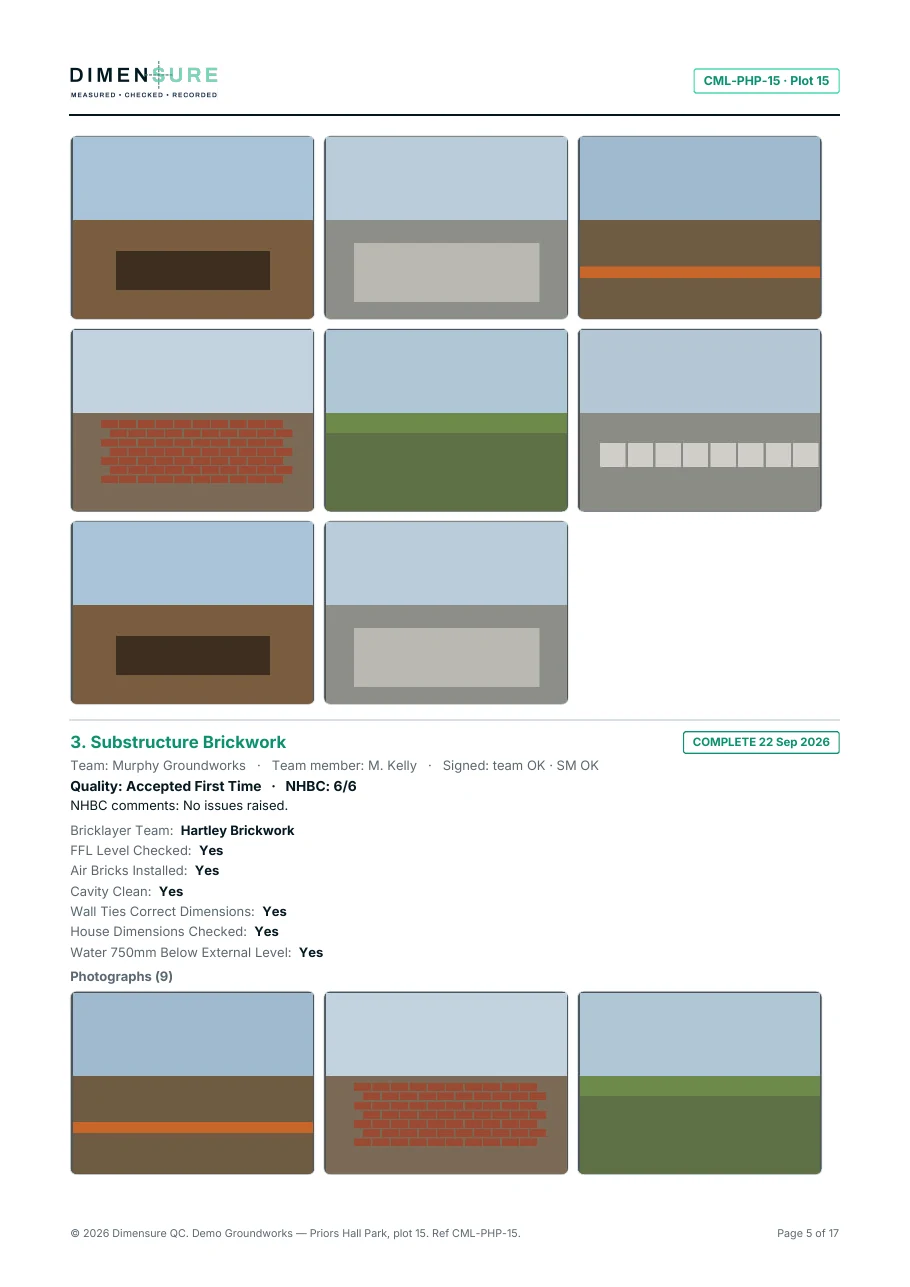 DIMENSURE
MEASURED • CHECKED • RECORDED
CML-PHP-15 · Plot 15
3. Substructure Brickwork
COMPLETE 22 Sep 2026
Team: Murphy Groundworks · Team member: M. Kelly · Signed: team OK · SM OK
Quality: Accepted First Time · NHBC: 6/6
NHBC comments: No issues raised.
Bricklayer Team: Hartley Brickwork
FFL Level Checked: Yes
Air Bricks Installed: Yes
Cavity Clean: Yes
Wall Ties Correct Dimensions: Yes
House Dimensions Checked: Yes
Water 750mm Below External Level: Yes
Photographs (9)
© 2026 Dimensure QC. Demo Groundworks — Priors Hall Park, plot 15. Ref CML-PHP-15.
Page 5 of 17